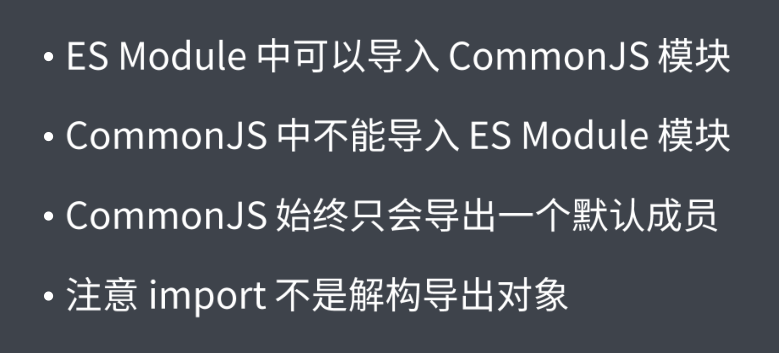 • ES Module 中可以导入 CommonJS 模块
• CommonJS 中不能导入 ES Module 模块
• CommonJS 始终只会导出一个默认成员
• 注意 import 不是解构导出对象